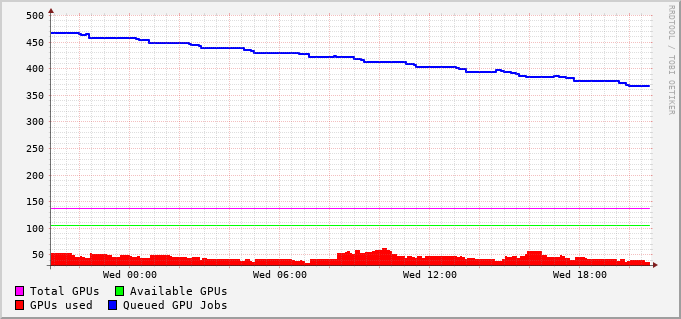 500
450
400
350
300
250
200
150
100
50
Wed 00:00 Wed 06:00 Wed 12:00 Wed 18:00
Total GPUs Available GPUs
GPUs used Queued GPU Jobs
RRDTOOL / TOBI OETIKER